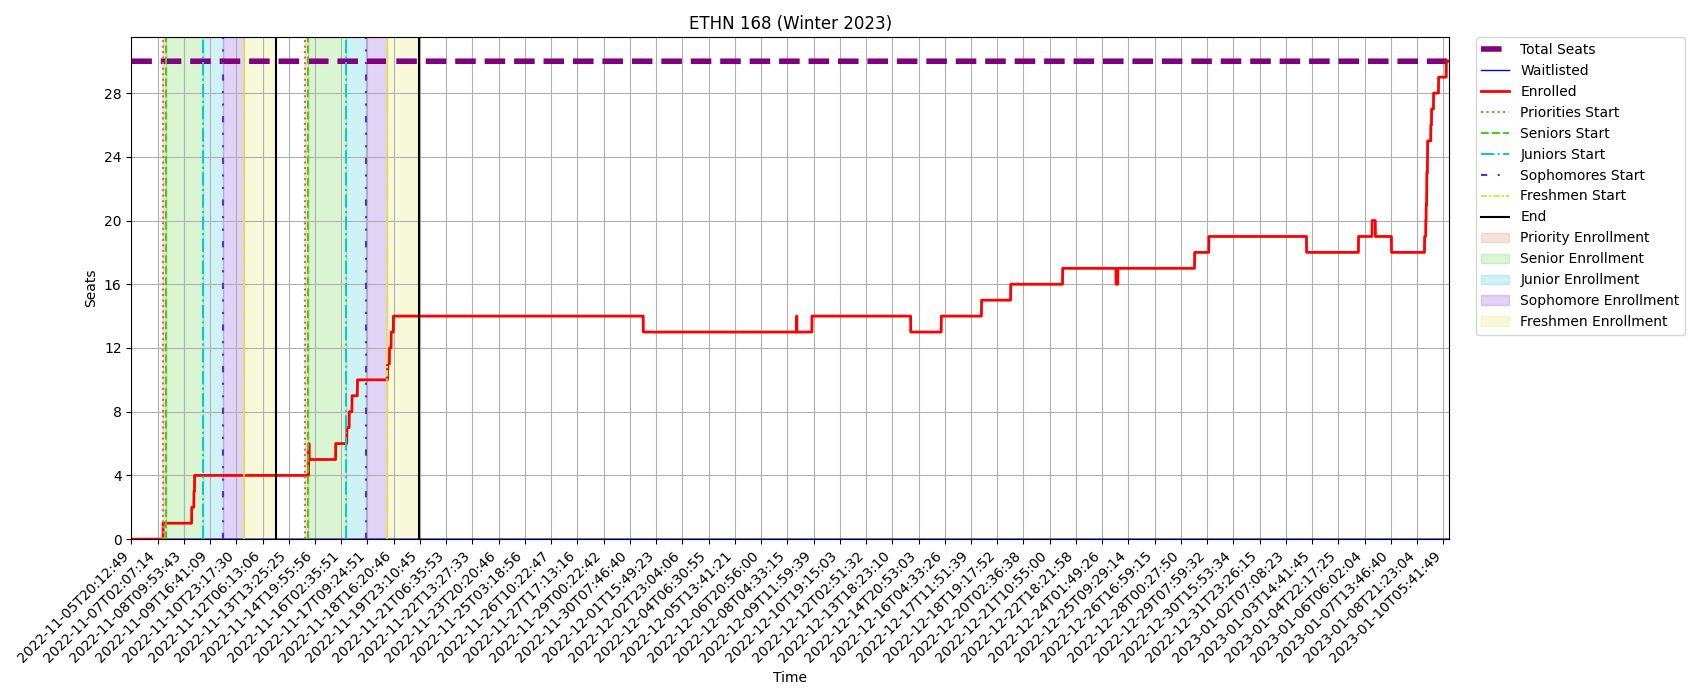 ETHN 168 (Winter 2023)
Seats
28
24
20
16
12
8
4
0
2022-11-05T20:12:49
2022-11-07T02:07:14
2022-11-08T09:53:43
2022-11-09T16:41:09
2022-11-10T23:17:30
2022-11-12T06:13:06
2022-11-13T13:25:25
2022-11-14T19:55:56
2022-11-16T02:35:51
2022-11-17T09:24:51
2022-11-18T16:20:46
2022-11-19T23:10:45
2022-11-21T06:35:53
2022-11-22T13:27:33
2022-11-23T20:20:46
2022-11-25T03:18:56
2022-11-26T10:22:47
2022-11-27T17:13:16
2022-11-29T00:22:42
2022-11-30T07:46:40
2022-12-01T15:49:23
2022-12-02T23:04:06
2022-12-04T06:30:55
2022-12-05T13:41:21
2022-12-06T20:56:00
2022-12-08T04:33:15
2022-12-09T11:59:39
2022-12-10T19:15:03
2022-12-12T02:51:32
2022-12-13T18:23:10
2022-12-14T20:53:03
2022-12-16T04:33:26
2022-12-17T11:51:39
2022-12-18T19:17:52
2022-12-20T02:36:38
2022-12-21T10:55:00
2022-12-22T18:21:58
2022-12-24T01:49:26
2022-12-25T09:29:14
2022-12-26T16:59:15
2022-12-28T00:27:50
2022-12-29T07:59:32
2022-12-30T15:53:34
2022-12-31T23:26:15
2023-01-02T07:08:23
2023-01-03T14:41:45
2023-01-04T22:17:25
2023-01-06T06:02:04
2023-01-07T13:46:40
2023-01-08T21:23:04
2023-01-10T05:41:49
Time
Total Seats
Waitlisted
Enrolled
Priorities Start
Seniors Start
Juniors Start
Sophomores Start
Freshmen Start
End
Priority Enrollment
Senior Enrollment
Junior Enrollment
Sophomore Enrollment
Freshmen Enrollment